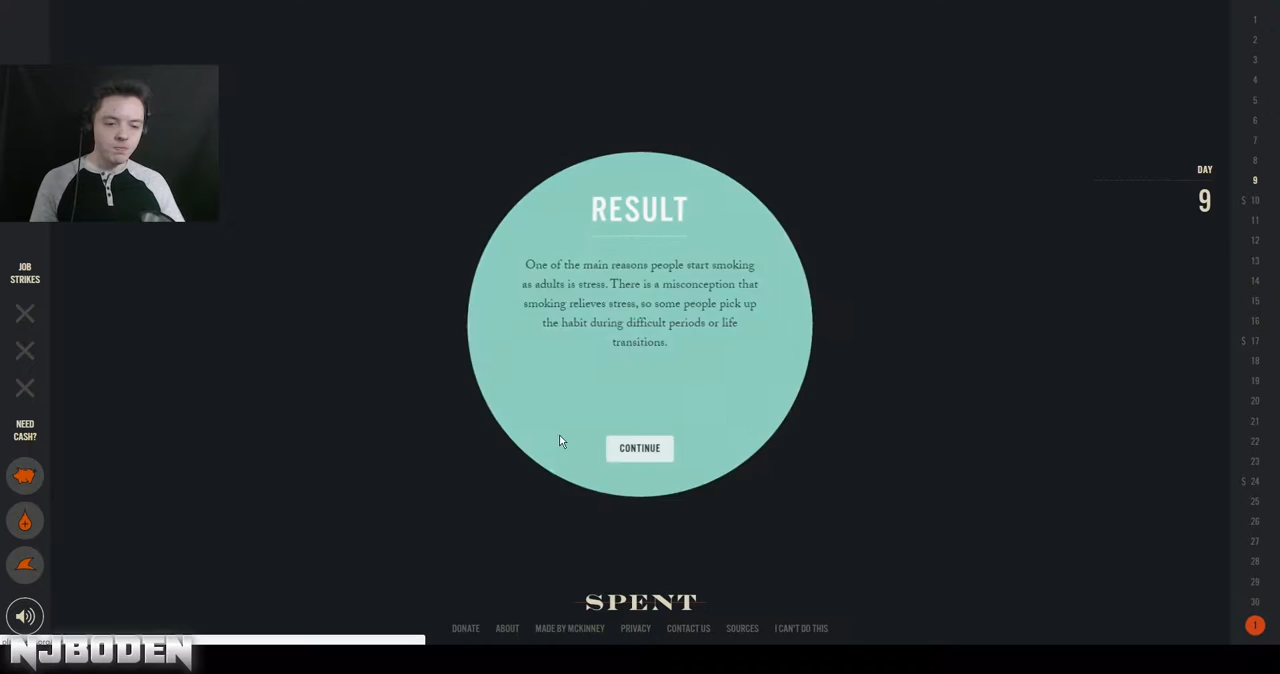 RESULT
One of the main reasons people start smoking
as adults is stress. There is a misconception that
smoking relieves stress, so some people pick up
the habit during difficult periods or life
transitions.
CONTINUE
DAY
9
JOB
STRIKES
NEED
CASH?
SPENT
DONATE ABOUT MADE BY MCKINNEY PRIVACY CONTACT US SOURCES I CAN'T DO THIS
NJBODEN
1
2
3
4
5
6
7
8
9
$ 10
11
12
13
14
15
16
$ 17
18
19
20
21
22
23
$ 24
25
26
27
28
29
30
1